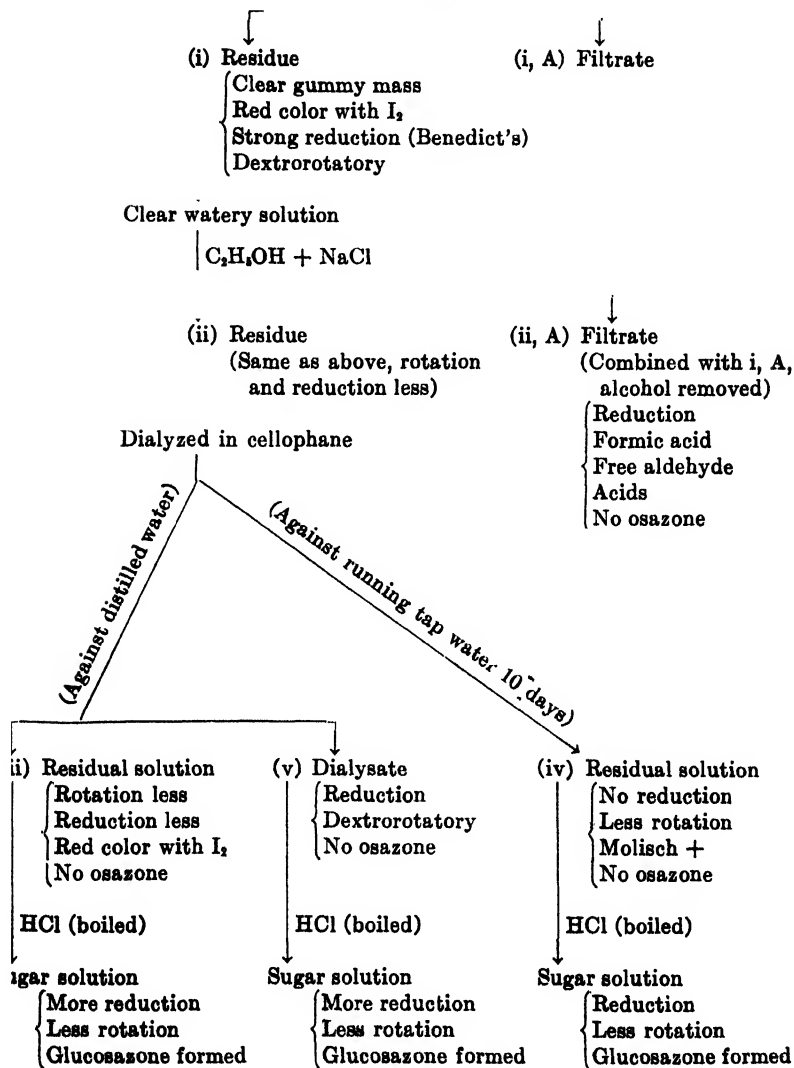 (i) Residue
Clear gummy mass
Red color with I₂
Strong reduction (Benedict's)
Dextrorotatory
(i, A) Filtrate
Clear watery solution
C₂H₅OH + NaCl
(ii) Residue
(Same as above, rotation
and reduction less)
(ii, A) Filtrate
(Combined with i, A,
alcohol removed)
Reduction
Formic acid
Free aldehyde
Acids
No osazone
Dialyzed in cellophane
(Against distilled water)
(Against running tap water 10 days)
ii) Residual solution
Rotation less
Reduction less
Red color with I₂
No osazone
(v) Dialysate
Reduction
Dextrorotatory
No osazone
(iv) Residual solution
No reduction
Less rotation
Molisch +
No osazone
HCl (boiled)
HCl (boiled)
HCl (boiled)
ugar solution
More reduction
Less rotation
Glucosazone formed
Sugar solution
More reduction
Less rotation
Glucosazone formed
Sugar solution
Reduction
Less rotation
Glucosazone formed